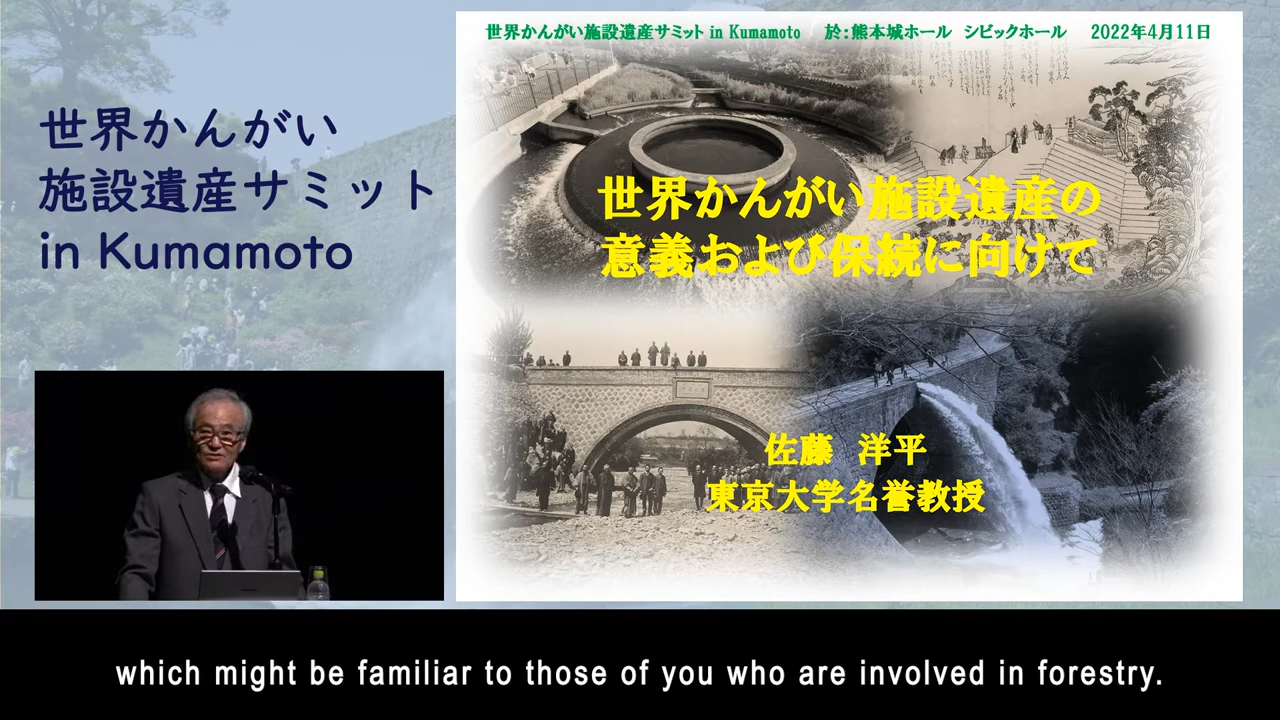 世界かんがい
施設遺産サミット
in Kumamoto
世界かんがい施設遺産サミット in Kumamoto 於:熊本城ホール シビックホール 2022年4月11日
世界かんがい施設遺産の
意義および保続に向けて
佐藤 洋平
東京大学名誉教授
which might be familiar to those of you who are involved in forestry.